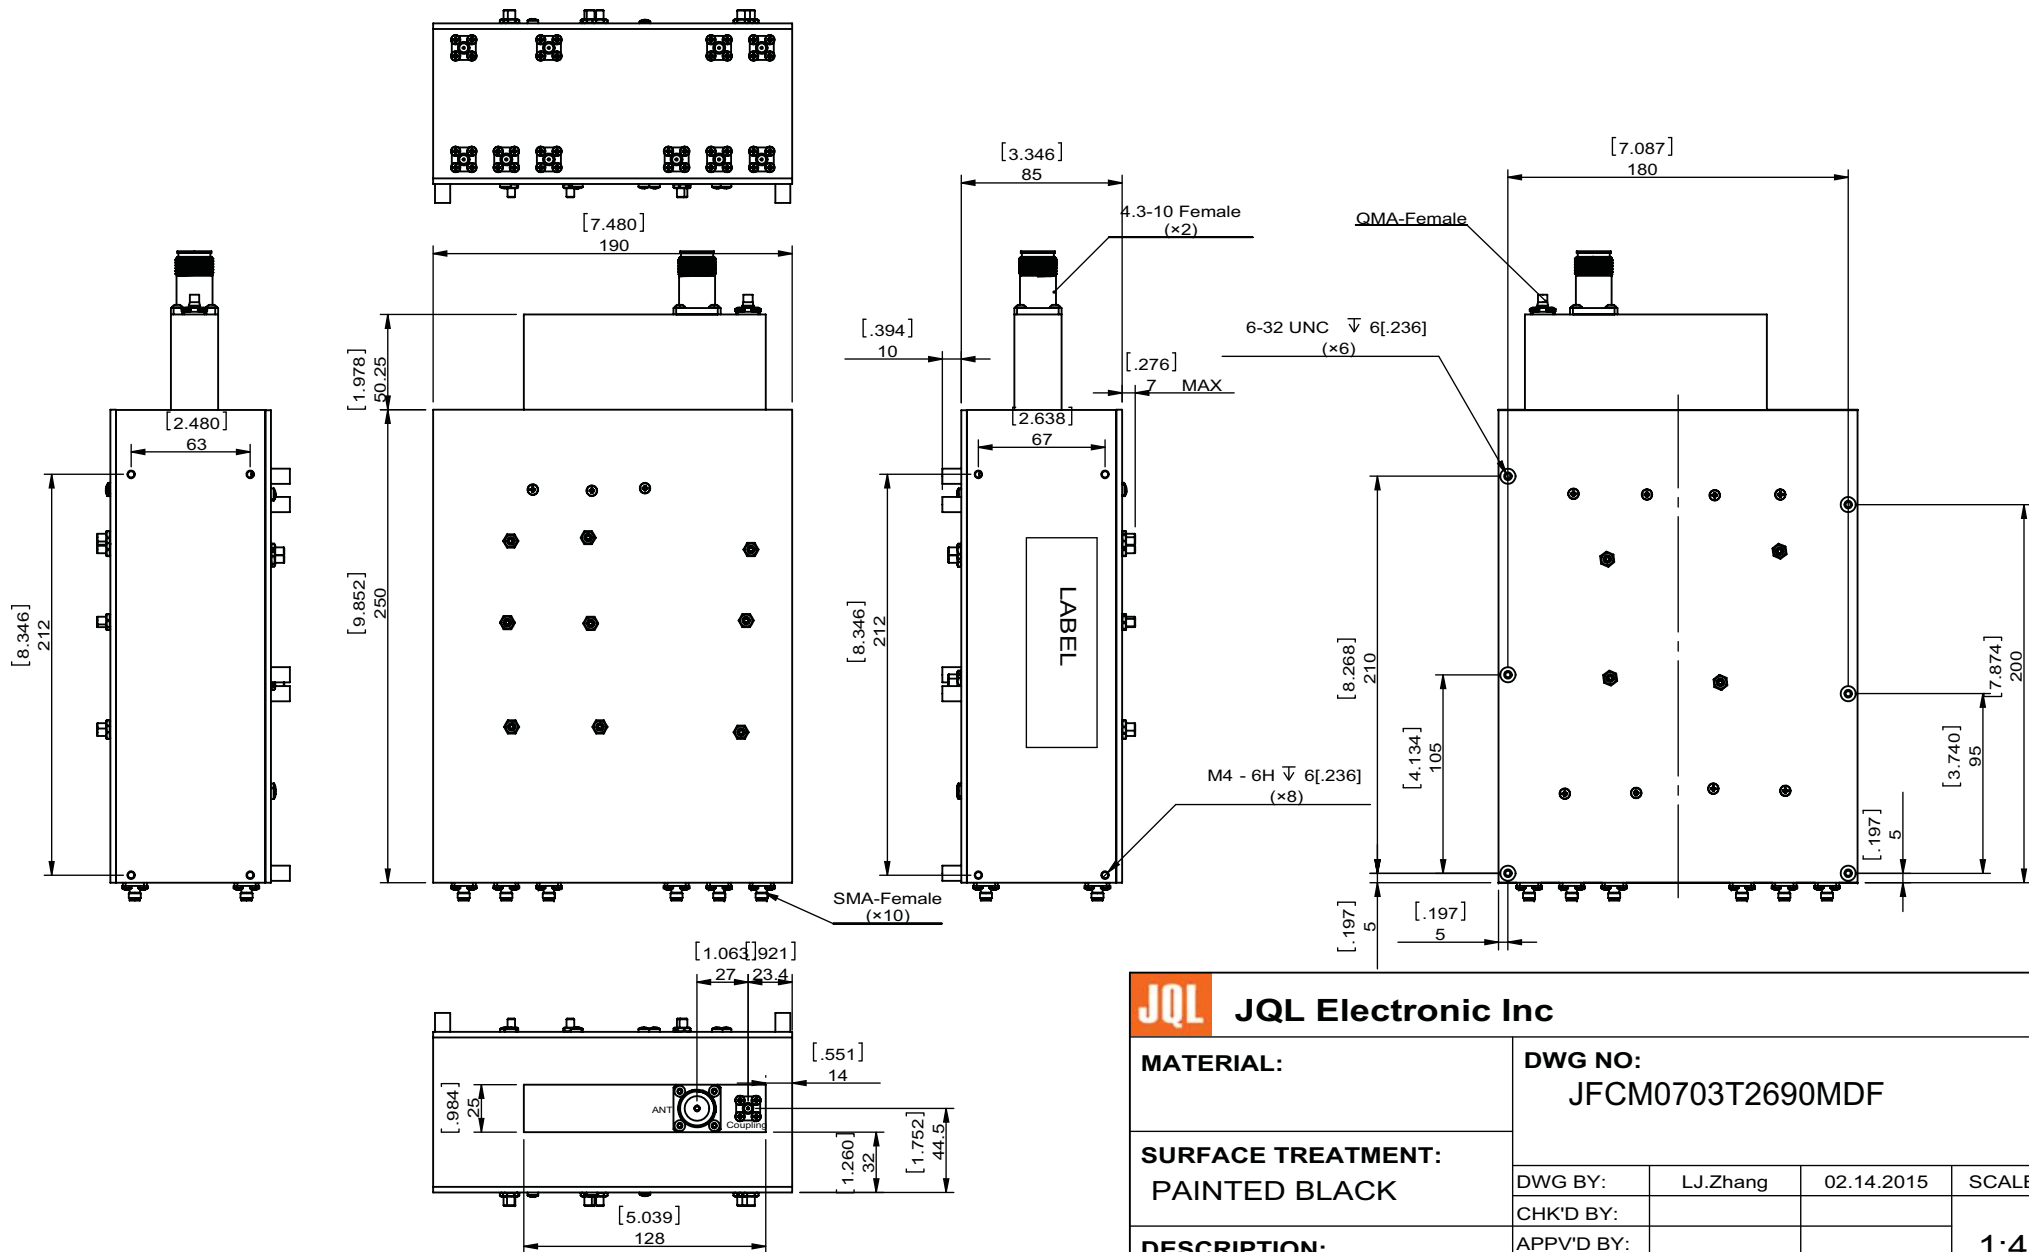 [7.480]
190
[3.346]
85
4.3-10 Female
(×2)
QMA-Female
[7.087]
180
[1.978]
50.25
[.394]
10
[.276]
7 MAX
6-32 UNC ↧ 6[.236]
(×6)
[2.480]
63
[2.638]
67
[8.346]
212
[9.852]
250
[8.346]
212
LABEL
[8.268]
210
[4.134]
105
[7.874]
200
[3.740]
95
[.197]
5
M4 - 6H ↧ 6[.236]
(×8)
SMA-Female
(×10)
[.197]
5
[.197]
5
[1.063]
27
[.921]
23.4
[.551]
14
[.984]
25
ANT
Coupling
[1.260]
32
[1.752]
44.5
[5.039]
128
JQL JQL Electronic Inc
MATERIAL:
DWG NO:
JFCM0703T2690MDF
SURFACE TREATMENT:
PAINTED BLACK
DWG BY: LJ.Zhang 02.14.2015 SCALE
CHK'D BY:
APPV'D BY: 1:4
DESCRIPTION: